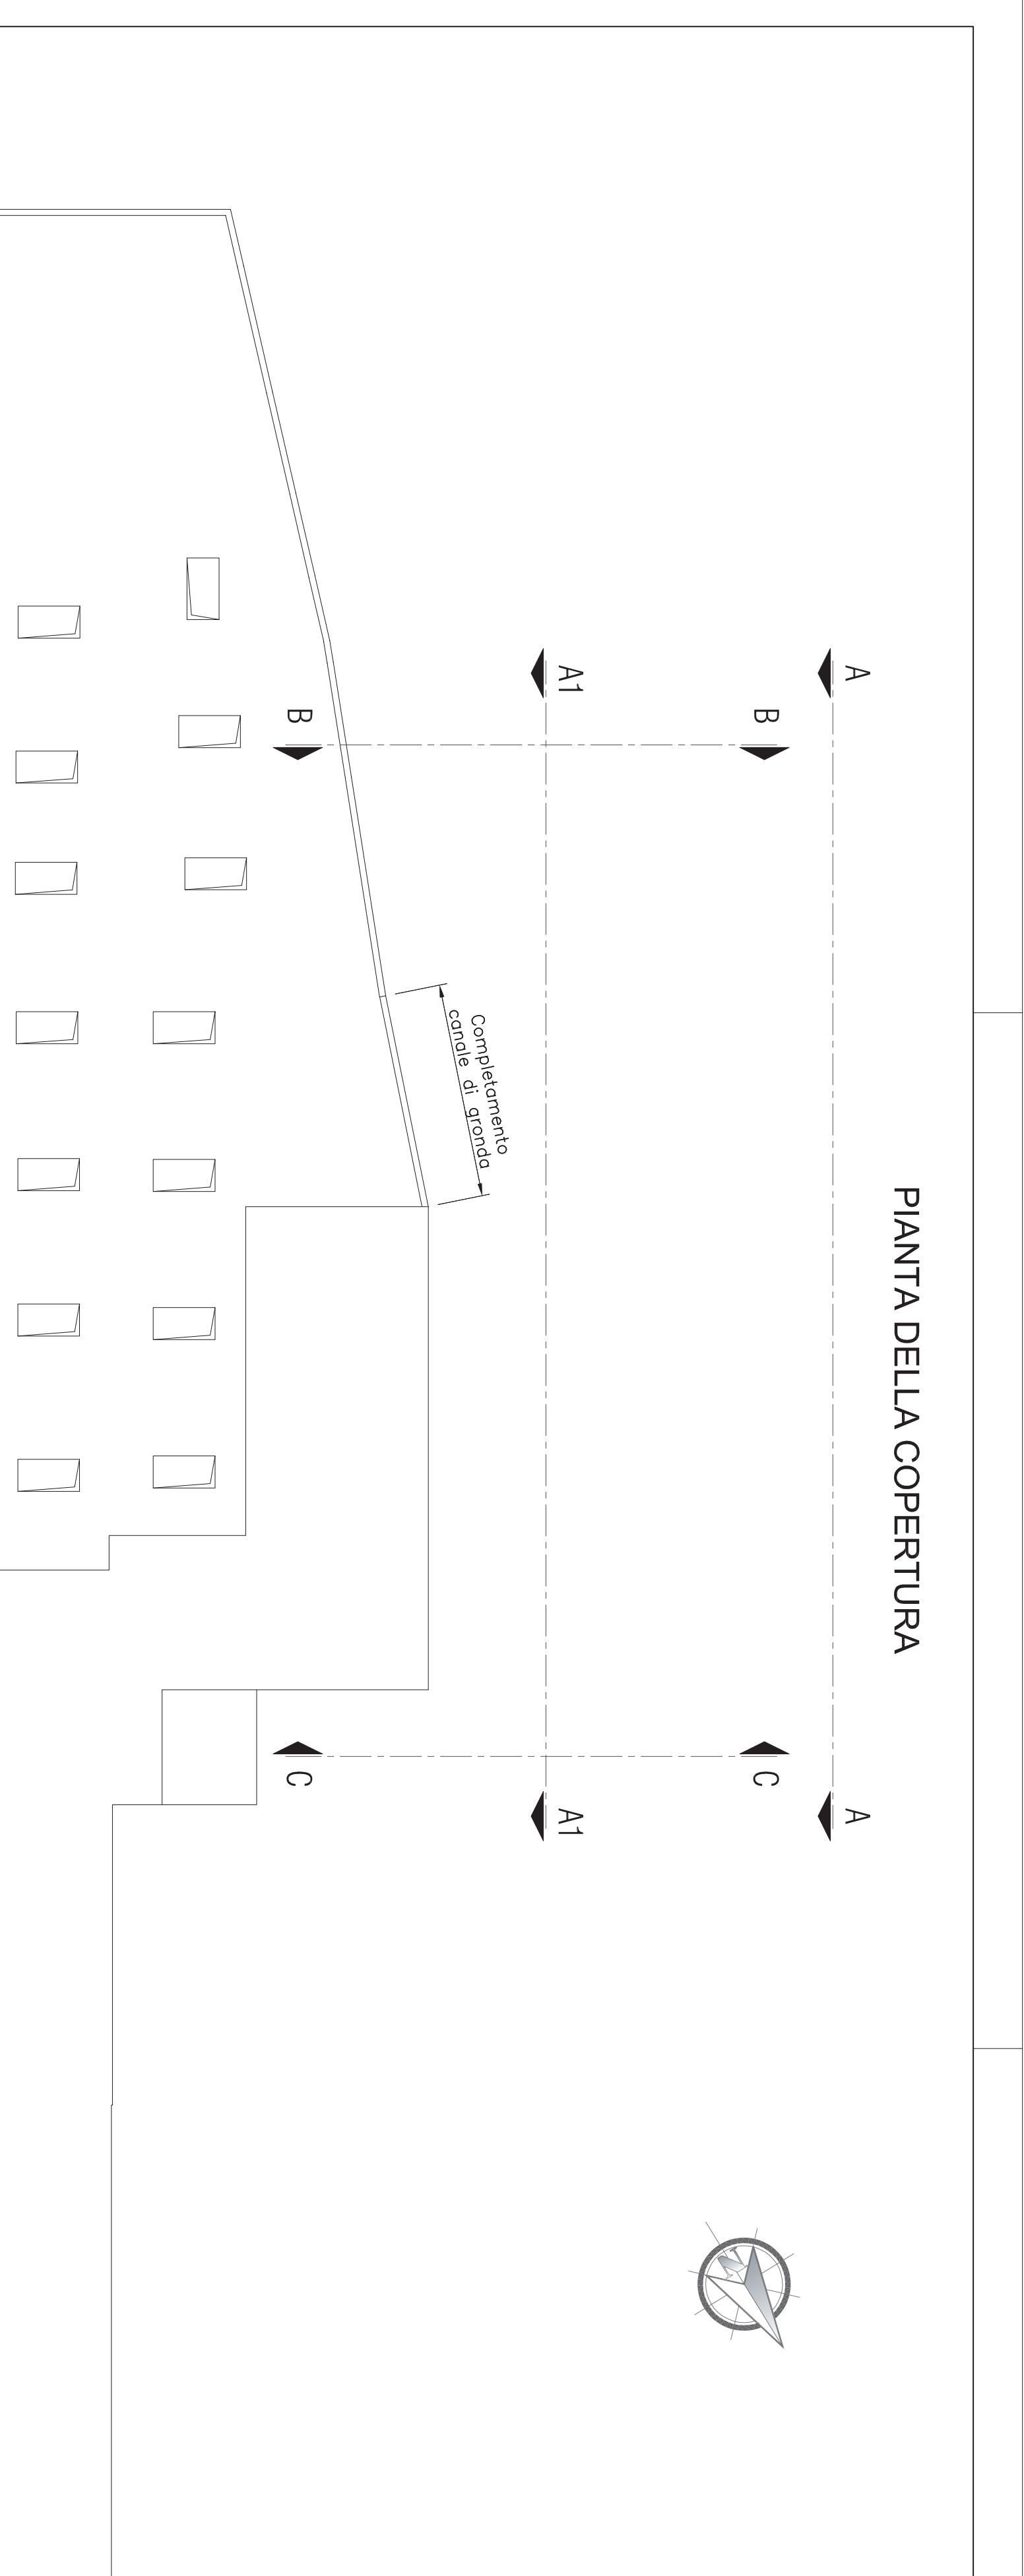 PIANTA DELLA COPERTURA
A
A
A1
A1
B
B
C
C
Completamento
canale di gronda
N